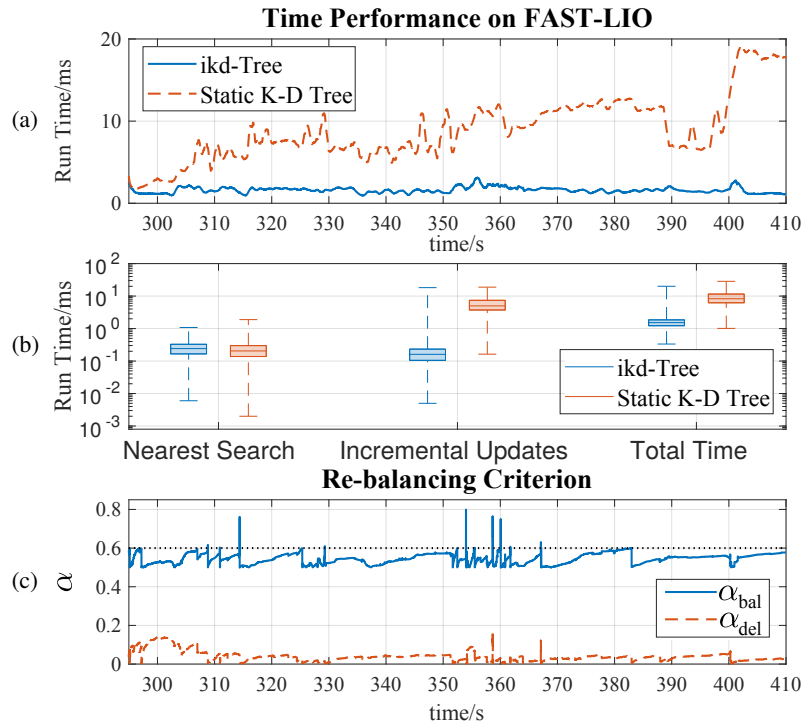 Time Performance on FAST-LIO
(a)
Run Time/ms
20
10
0
ikd-Tree
Static K-D Tree
300 310 320 330 340 350 360 370 380 390 400 410
time/s
(b)
Run Time/ms
10^2
10^1
10^0
10^-1
10^-2
10^-3
ikd-Tree
Static K-D Tree
Nearest Search Incremental Updates Total Time
Re-balancing Criterion
(c)
α
0.8
0.6
0.4
0.2
0
α_bal
α_del
300 310 320 330 340 350 360 370 380 390 400 410
time/s